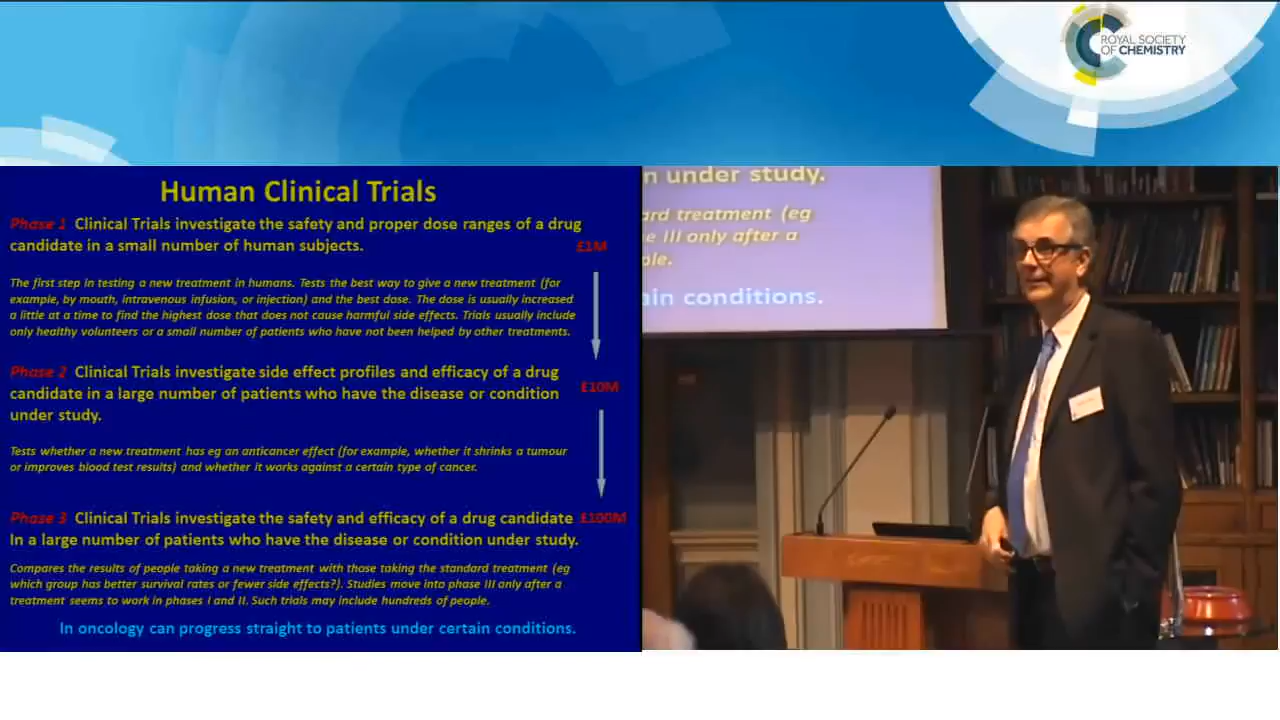 ROYAL SOCIETY
OF CHEMISTRY
Human Clinical Trials
Phase 1 Clinical Trials investigate the safety and proper dose ranges of a drug
candidate in a small number of human subjects.
£1M
The first step in testing a new treatment in humans. Tests the best way to give a new treatment (for
example, by mouth, intravenous infusion, or injection) and the best dose. The dose is usually increased
a little at a time to find the highest dose that does not cause harmful side effects. Trials usually include
only healthy volunteers or a small number of patients who have not been helped by other treatments.
Phase 2 Clinical Trials investigate side effect profiles and efficacy of a drug
candidate in a large number of patients who have the disease or condition
under study.
£10M
Tests whether a new treatment has eg an anticancer effect (for example, whether it shrinks a tumour
or improves blood test results) and whether it works against a certain type of cancer.
Phase 3 Clinical Trials investigate the safety and efficacy of a drug candidate £100M
In a large number of patients who have the disease or condition under study.
Compares the results of people taking a new treatment with those taking the standard treatment (eg
which group has better survival rates or fewer side effects?). Studies move into phase III only after a
treatment seems to work in phases I and II. Such trials may include hundreds of people.
In oncology can progress straight to patients under certain conditions.
n under study.
ard treatment (eg
e III only after a
ple.
ain conditions.